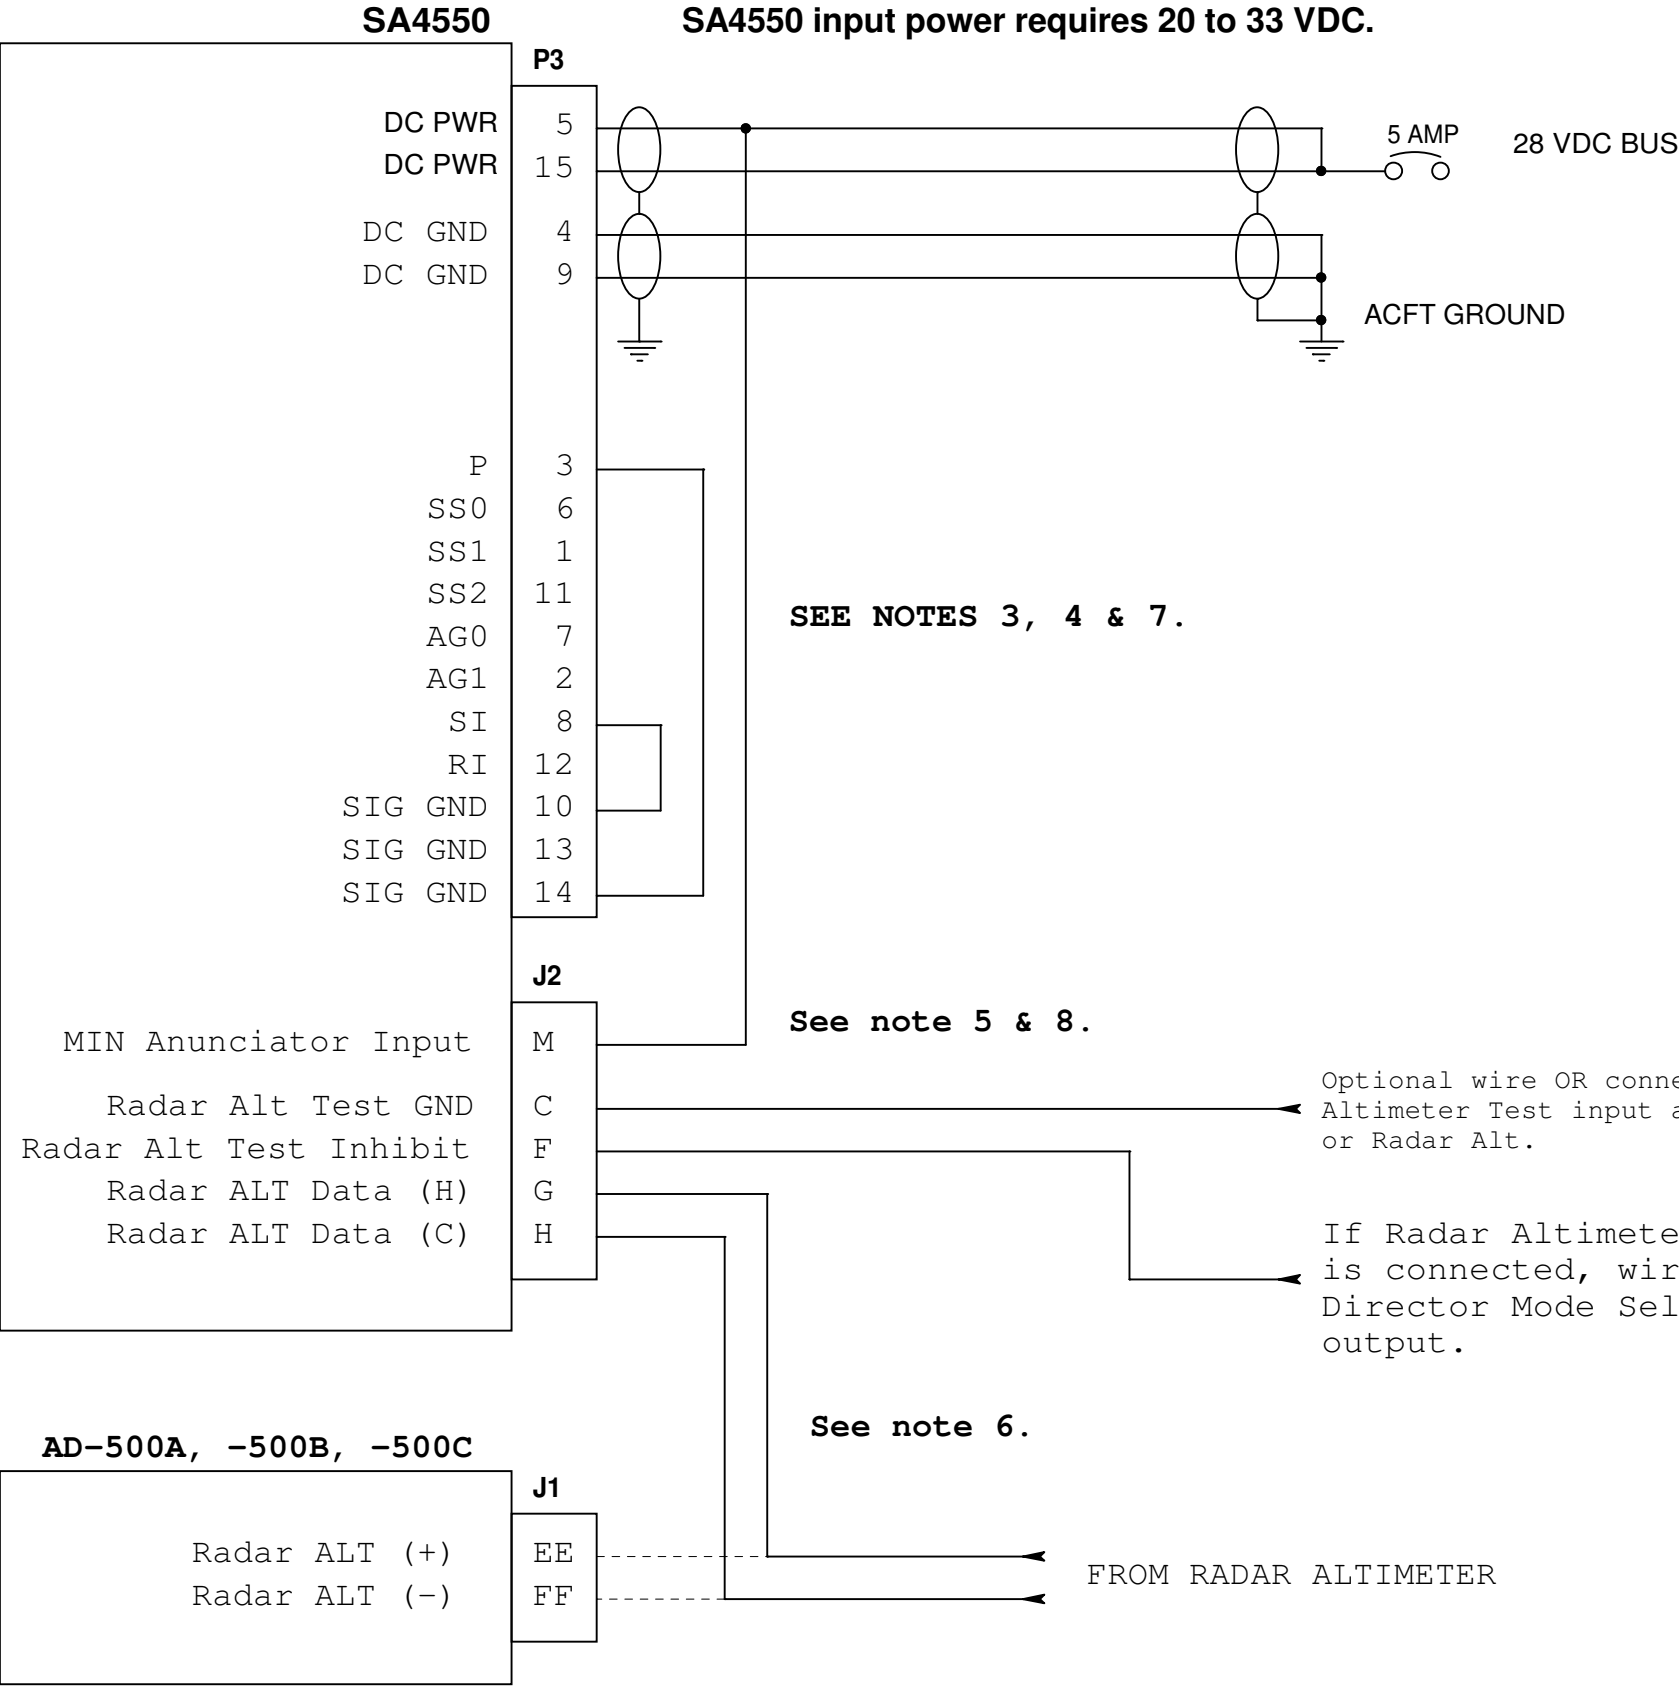 SA4550 SA4550 input power requires 20 to 33 VDC.
P3
DC PWR 5
DC PWR 15
5 AMP 28 VDC BUS
DC GND 4
DC GND 9
ACFT GROUND
P 3
SS0 6
SS1 1
SS2 11
SEE NOTES 3, 4 & 7.
AG0 7
AG1 2
SI 8
RI 12
SIG GND 10
SIG GND 13
SIG GND 14
J2
See note 5 & 8.
MIN Anunciator Input M
Radar Alt Test GND C
Radar Alt Test Inhibit F
Radar ALT Data (H) G
Radar ALT Data (C) H
Optional wire OR
Altimeter Test input
or Radar Alt.
If Radar
is connected,
Director Mode
output.
See note 6.
AD-500A, -500B, -500C
J1
Radar ALT (+) EE
Radar ALT (-) FF
FROM RADAR ALTIMETER